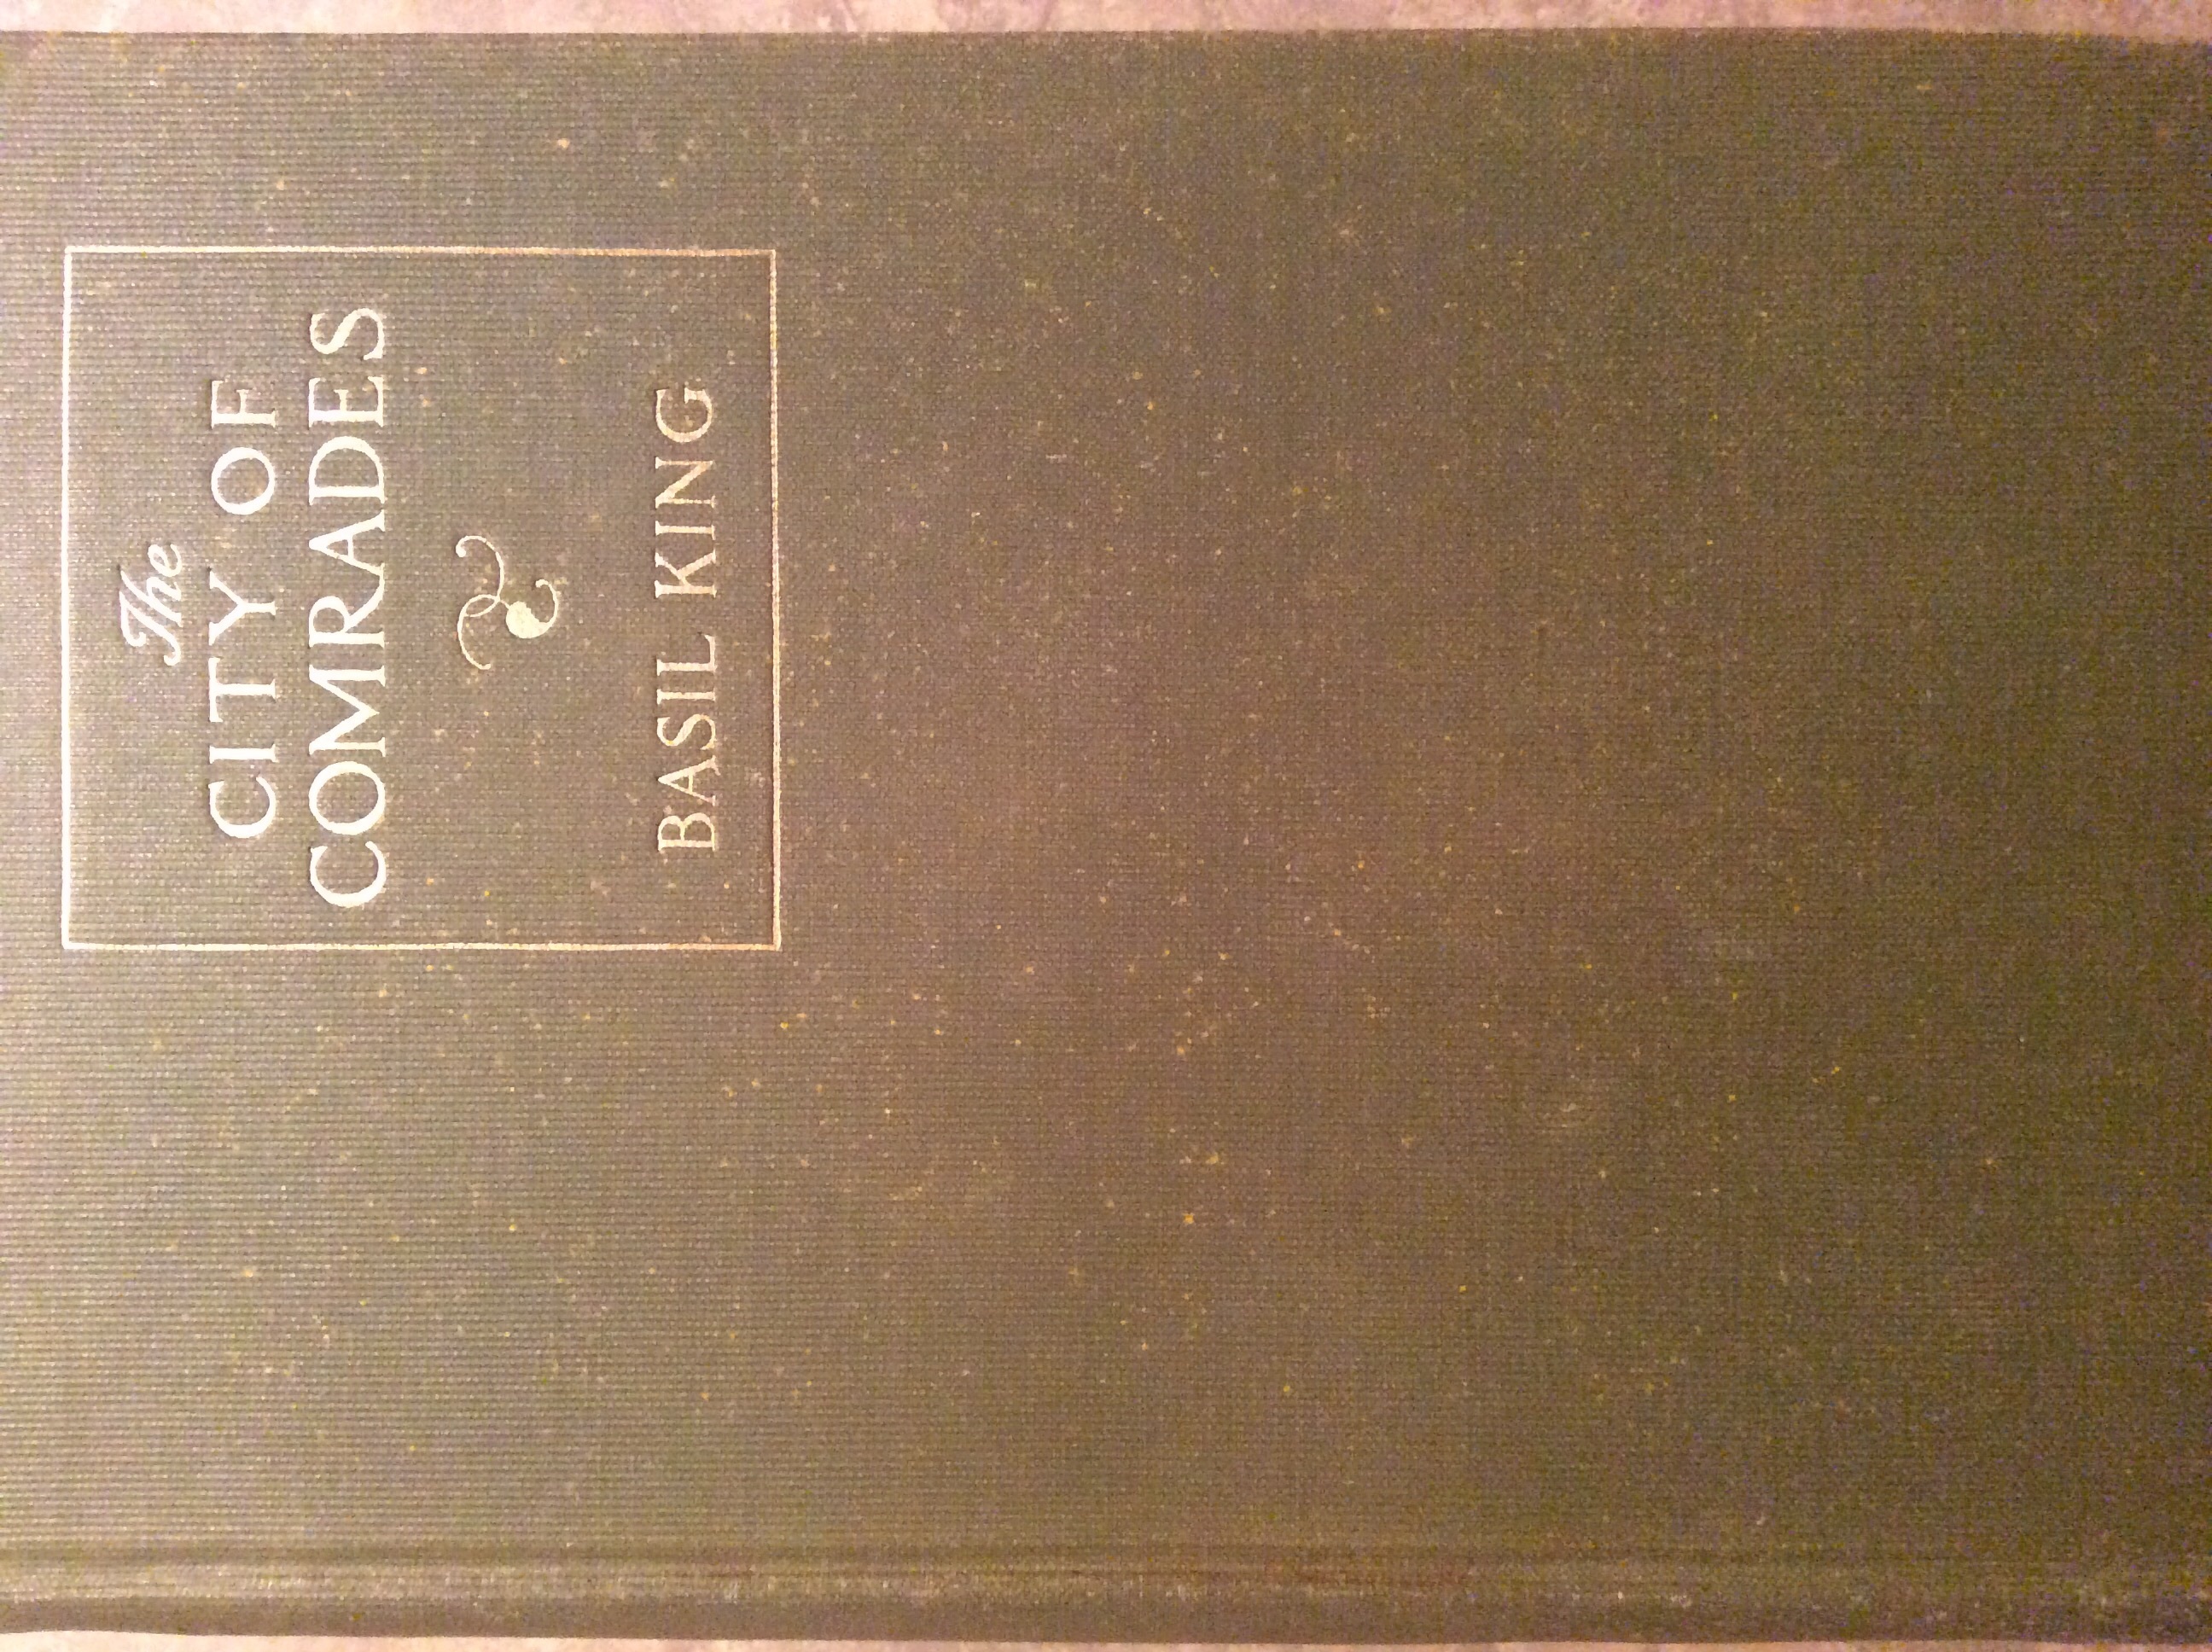 The
CITY OF
COMRADES
BASIL KING